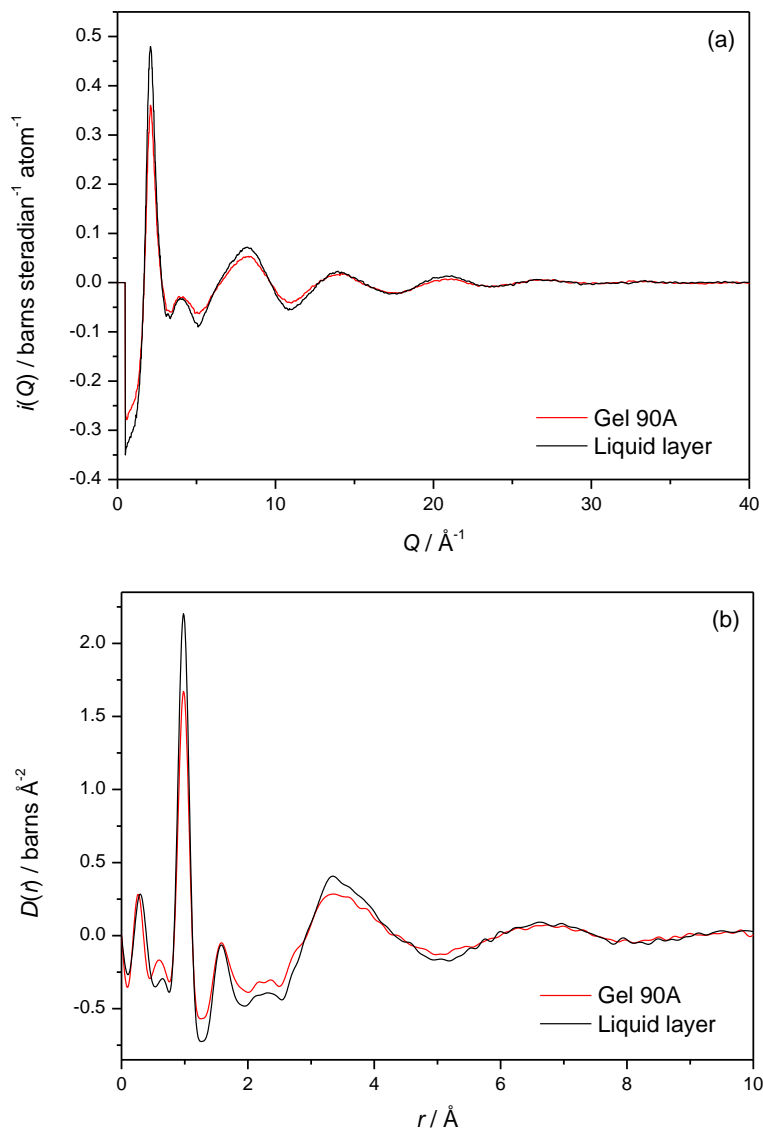 (a)
0.5
0.4
0.3
0.2
0.1
0.0
-0.1
-0.2
-0.3
-0.4
i(Q) / barns steradian⁻¹ atom⁻¹
Gel 90A
Liquid layer
0 10 20 30 40
Q / Å⁻¹
(b)
2.0
1.5
1.0
0.5
0.0
-0.5
D(r) / barns Å⁻²
Gel 90A
Liquid layer
0 2 4 6 8 10
r / Å